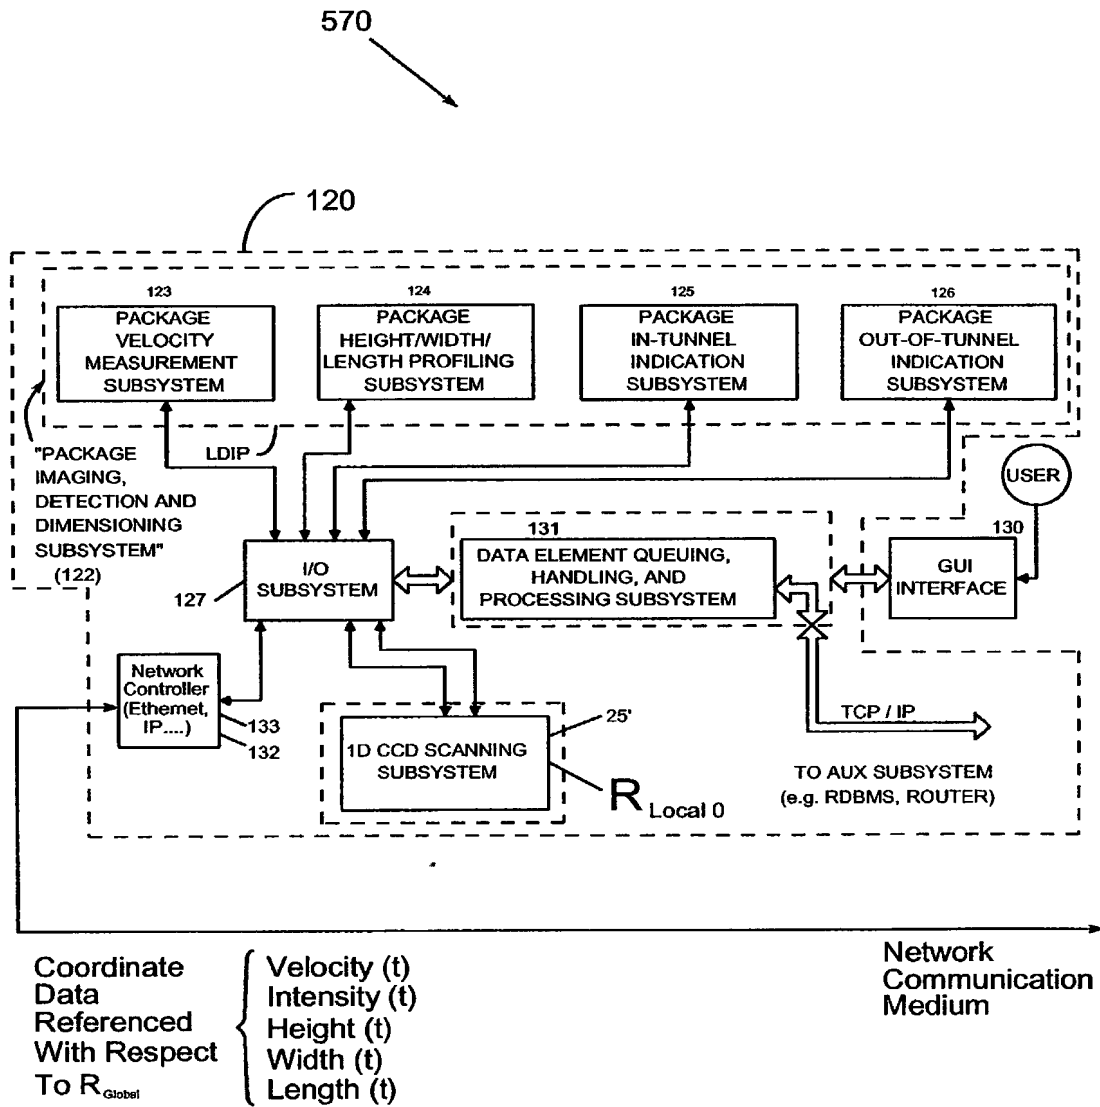 570
120
123
PACKAGE
VELOCITY
MEASUREMENT
SUBSYSTEM
124
PACKAGE
HEIGHT/WIDTH/
LENGTH PROFILING
SUBSYSTEM
125
PACKAGE
IN-TUNNEL
INDICATION
SUBSYSTEM
126
PACKAGE
OUT-OF-TUNNEL
INDICATION
SUBSYSTEM
"PACKAGE
IMAGING,
DETECTION AND
DIMENSIONING
SUBSYSTEM"
(122)
LDIP
USER
I/O
SUBSYSTEM
127
131
DATA ELEMENT QUEUING,
HANDLING, AND
PROCESSING SUBSYSTEM
130
GUI
INTERFACE
Network
Controller
(Ethernet,
IP....)
133
132
1D CCD SCANNING
SUBSYSTEM
25'
R Local 0
TCP / IP
TO AUX SUBSYSTEM
(e.g. RDBMS, ROUTER)
Coordinate
Data
Referenced
With Respect
To R Global
Velocity (t)
Intensity (t)
Height (t)
Width (t)
Length (t)
Network
Communication
Medium